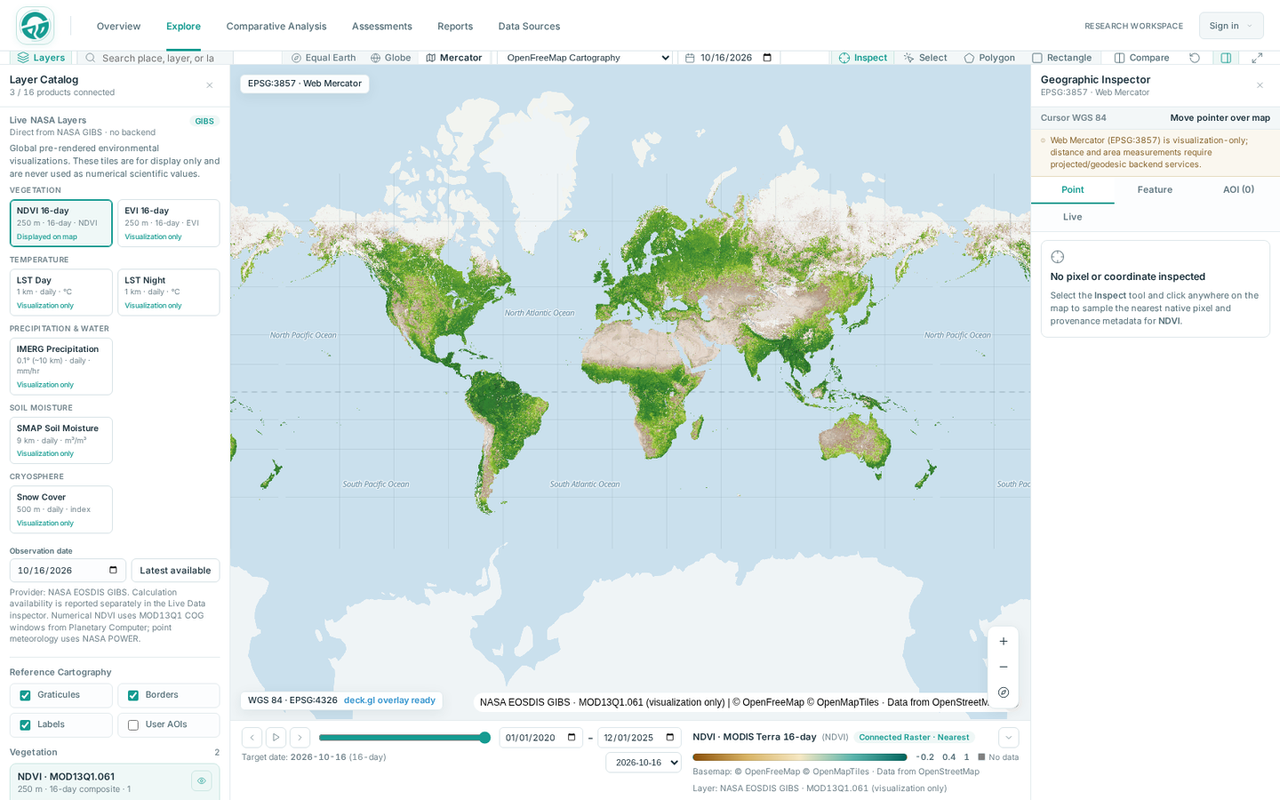 Overview
Explore
Comparative Analysis
Assessments
Reports
Data Sources
RESEARCH WORKSPACE
Sign in
Layers
Search place, layer, or la
Equal Earth
Globe
Mercator
OpenFreeMap Cartography
10/16/2026
Inspect
Select
Polygon
Rectangle
Compare
Layer Catalog
3 / 16 products connected
Live NASA Layers
GIBS
Direct from NASA GIBS · no backend
Global pre-rendered environmental
visualizations. These tiles are for display only and
are never used as numerical scientific values.
VEGETATION
NDVI 16-day
250 m · 16-day · NDVI
Displayed on map
EVI 16-day
250 m · 16-day · EVI
Visualization only
TEMPERATURE
LST Day
1 km · daily · °C
Visualization only
LST Night
1 km · daily · °C
Visualization only
PRECIPITATION & WATER
IMERG Precipitation
0.1° (~10 km) · daily ·
mm/hr
Visualization only
SOIL MOISTURE
SMAP Soil Moisture
9 km · daily · m³/m³
Visualization only
CRYOSPHERE
Snow Cover
500 m · daily · index
Visualization only
Observation date
10/16/2026
Latest available
Provider: NASA EOSDIS GIBS. Calculation
availability is reported separately in the Live Data
inspector. Numerical NDVI uses MOD13Q1 COG
windows from Planetary Computer; point
meteorology uses NASA POWER.
Reference Cartography
Graticules
Borders
Labels
User AOIs
Vegetation
2
NDVI · MOD13Q1.061
250 m · 16-day composite · 1
EPSG:3857 · Web Mercator
North Pacific Ocean
North Atlantic Ocean
North Pacific Ocean
South Pacific Ocean
South Atlantic Ocean
South Pac
WGS 84 · EPSG:4326
deck.gl overlay ready
NASA EOSDIS GIBS · MOD13Q1.061 (visualization only) | © OpenFreeMap © OpenMapTiles · Data from OpenStreetM
01/01/2020
–
12/01/2025
Target date: 2026-10-16 (16-day)
2026-10-16
NDVI · MODIS Terra 16-day
(NDVI)
Connected Raster · Nearest
-0.2 0.4 1
No data
Basemap: © OpenFreeMap © OpenMapTiles · Data from OpenStreetMap
Layer: NASA EOSDIS GIBS · MOD13Q1.061 (visualization only)
Geographic Inspector
EPSG:3857 · Web Mercator
Cursor WGS 84
Move pointer over map
Web Mercator (EPSG:3857) is visualization-only;
distance and area measurements require
projected/geodesic backend services.
Point
Feature
AOI (0)
Live
No pixel or coordinate inspected
Select the Inspect tool and click anywhere on the
map to sample the nearest native pixel and
provenance metadata for NDVI.